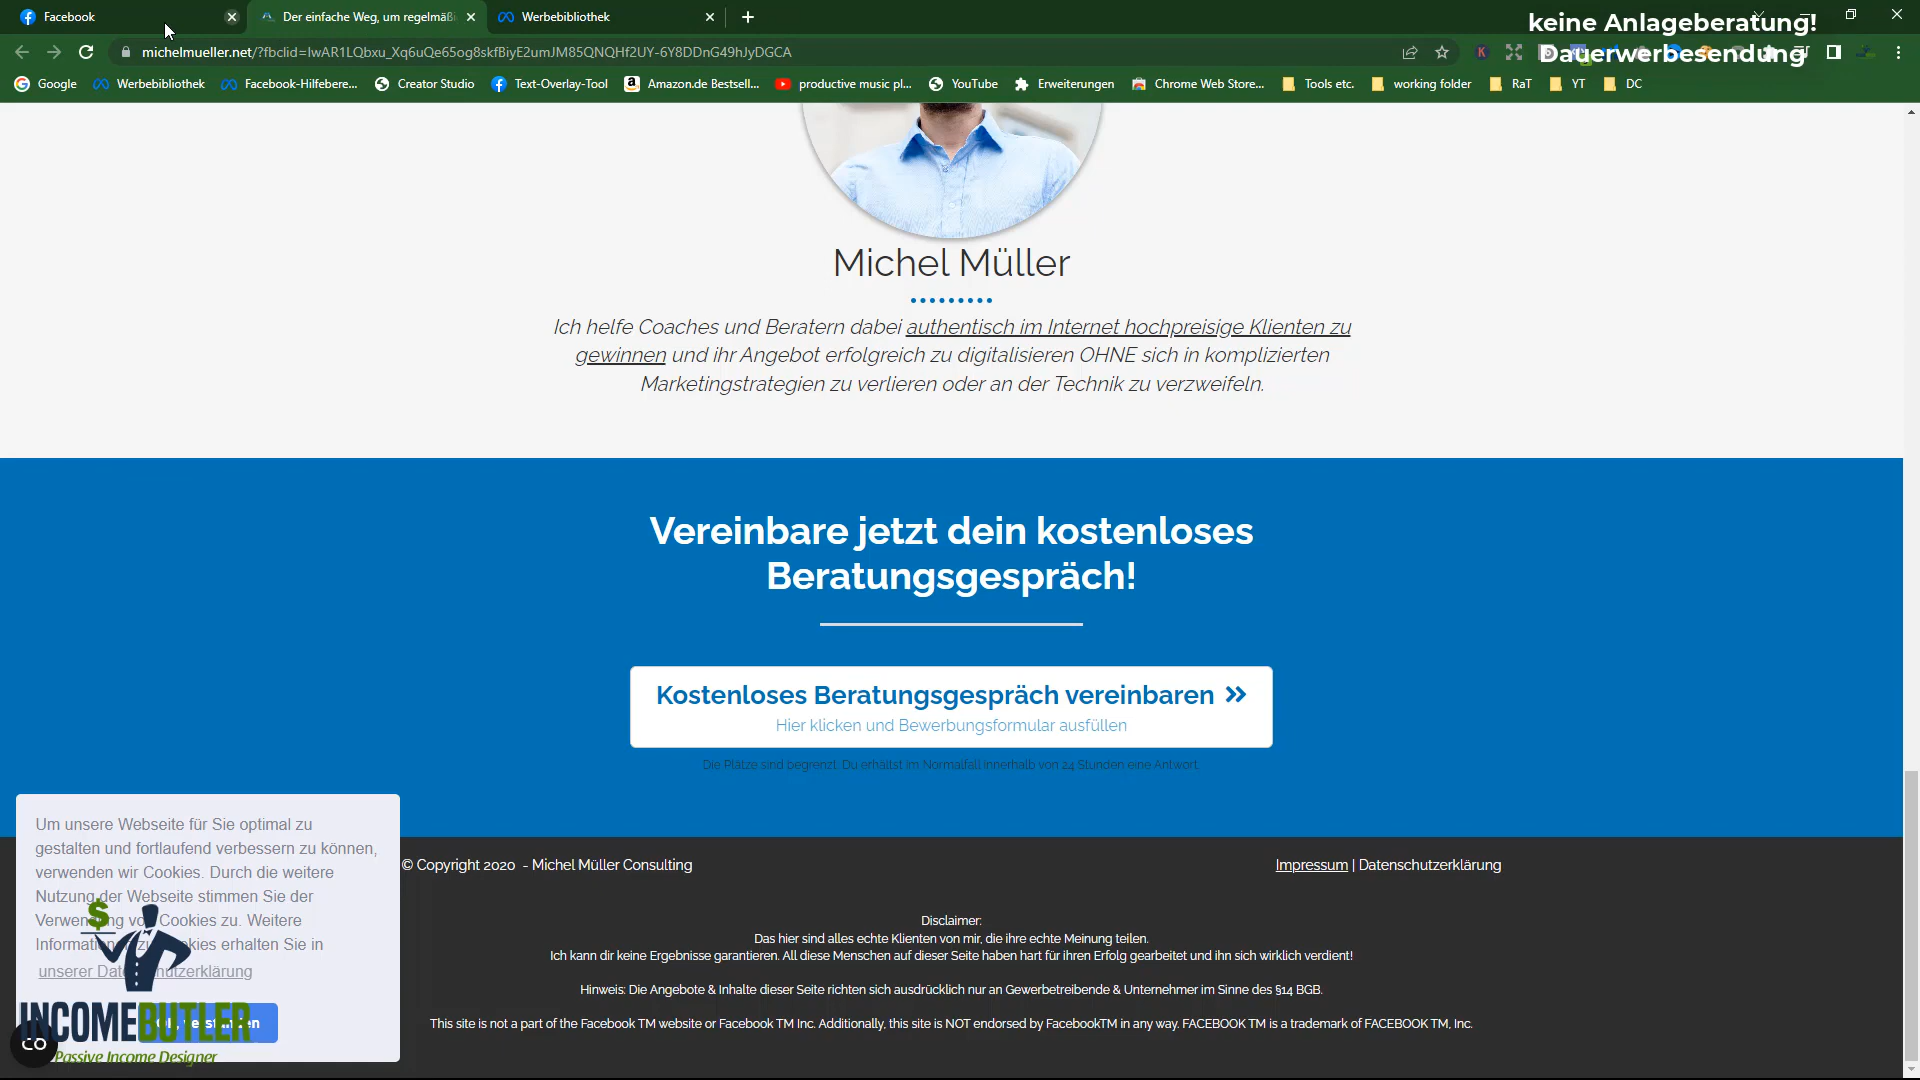 Facebook
Der einfache Weg, um regelmäßi
Werbebibliothek
keine Anlageberatung!
Dauerwerbesendung
michelmueller.net/?fbclid=IwAR1LQbxu_Xq6uQe65og8skfBiyE2umJM85QNQHf2UY-6Y8DDnG49hJyDGCA
Google
Werbebibliothek
Facebook-Hilfebere...
Creator Studio
Text-Overlay-Tool
Amazon.de Bestsell...
productive music pl...
YouTube
Erweiterungen
Chrome Web Store...
Tools etc.
working folder
RaT
YT
DC
Michel Müller
Ich helfe Coaches und Beratern dabei authentisch im Internet hochpreisige Klienten zu
gewinnen und ihr Angebot erfolgreich zu digitalisieren OHNE sich in komplizierten
Marketingstrategien zu verlieren oder an der Technik zu verzweifeln.
Vereinbare jetzt dein kostenloses
Beratungsgespräch!
Kostenloses Beratungsgespräch vereinbaren
Hier klicken und Bewerbungsformular ausfüllen
Die Plätze sind begrenzt. Du erhältst im Normalfall innerhalb von 24 Stunden eine Antwort.
Um unsere Webseite für Sie optimal zu
gestalten und fortlaufend verbessern zu können,
verwenden wir Cookies. Durch die weitere
Nutzung der Webseite stimmen Sie der
Verwendung von Cookies zu. Weitere
Informationen zu Cookies erhalten Sie in
unserer Datenschutzerklärung
INCOMEBUTLER
Passive Income Designer
© Copyright 2020 - Michel Müller Consulting
Impressum | Datenschutzerklärung
Disclaimer:
Das hier sind alles echte Klienten von mir, die ihre echte Meinung teilen.
Ich kann dir keine Ergebnisse garantieren. All diese Menschen auf dieser Seite haben hart für ihren Erfolg gearbeitet und ihn sich wirklich verdient!
Hinweis: Die Angebote & Inhalte dieser Seite richten sich ausdrücklich nur an Gewerbetreibende & Unternehmer im Sinne des §14 BGB.
This site is not a part of the Facebook TM website or Facebook TM Inc. Additionally, this site is NOT endorsed by FacebookTM in any way. FACEBOOK TM is a trademark of FACEBOOK TM, Inc.